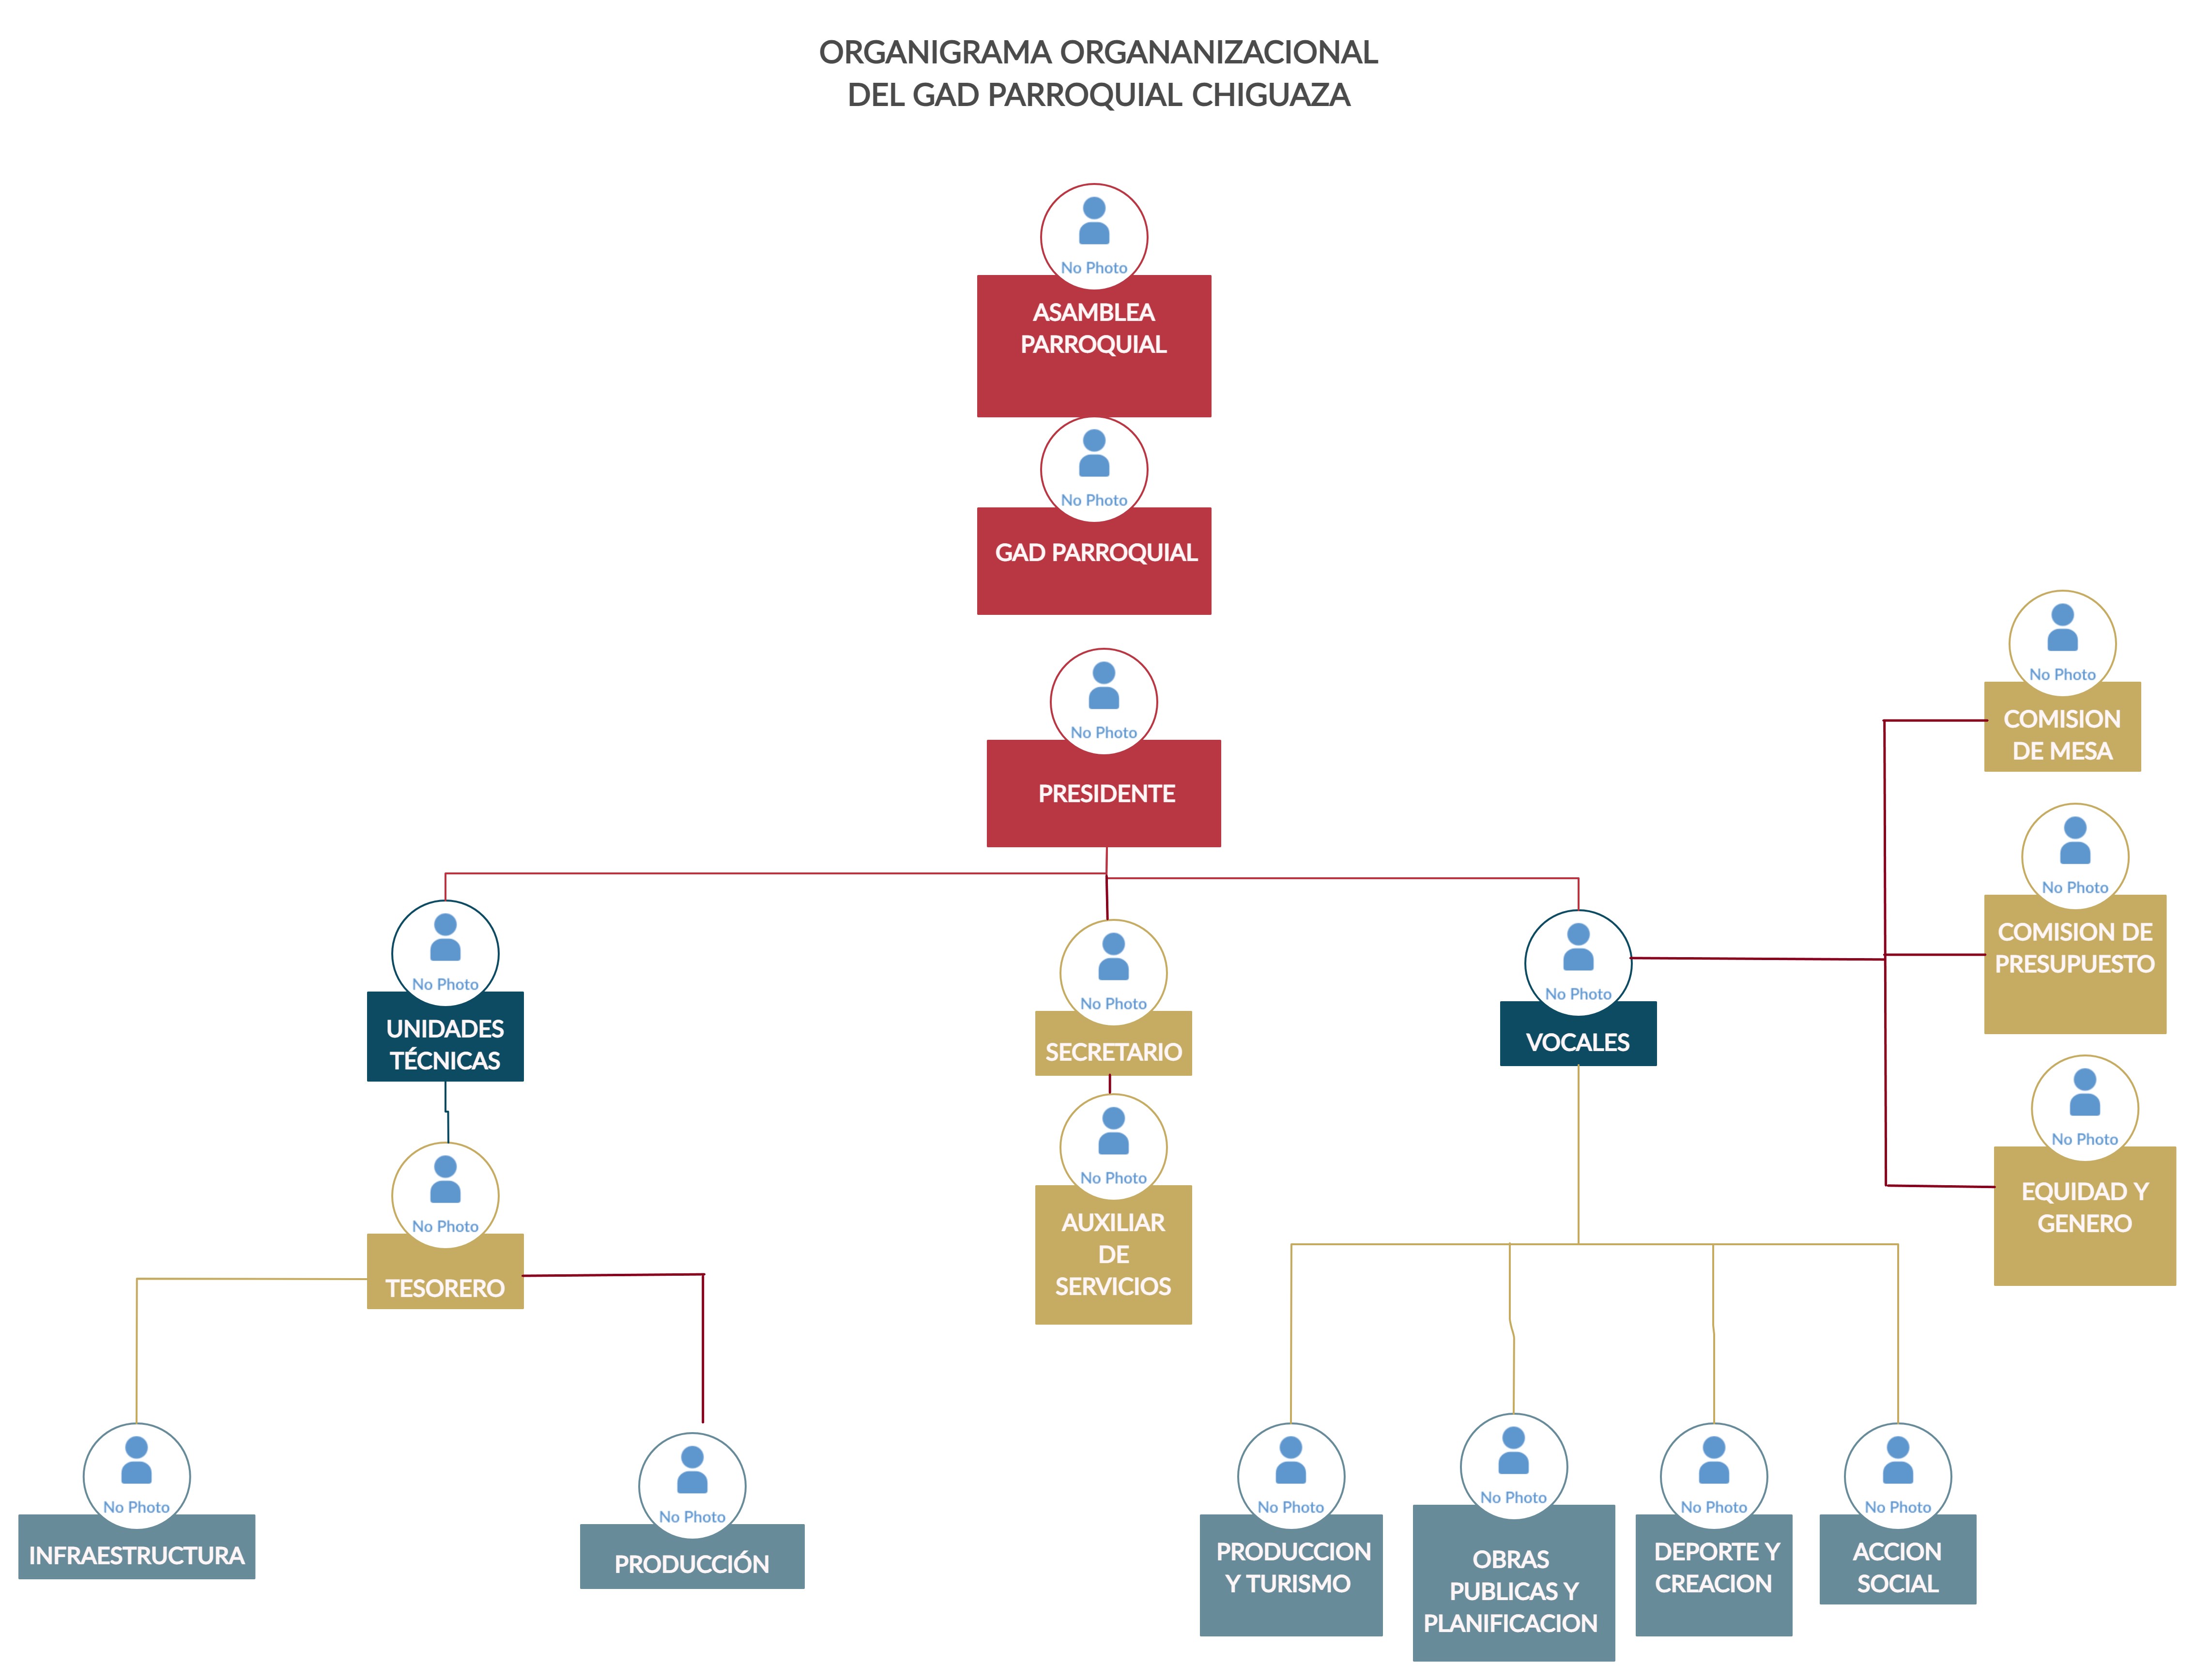 ORGANIGRAMA ORGANANIZACIONAL
DEL GAD PARROQUIAL CHIGUAZA
No Photo
ASAMBLEA
PARROQUIAL
No Photo
GAD PARROQUIAL
No Photo
PRESIDENTE
No Photo
COMISION
DE MESA
No Photo
COMISION DE
PRESUPUESTO
No Photo
EQUIDAD Y
GENERO
No Photo
UNIDADES
TÉCNICAS
No Photo
SECRETARIO
No Photo
VOCALES
No Photo
TESORERO
No Photo
AUXILIAR
DE
SERVICIOS
No Photo
INFRAESTRUCTURA
No Photo
PRODUCCIÓN
No Photo
PRODUCCION
Y TURISMO
No Photo
OBRAS
PUBLICAS Y
PLANIFICACION
No Photo
DEPORTE Y
CREACION
No Photo
ACCION
SOCIAL